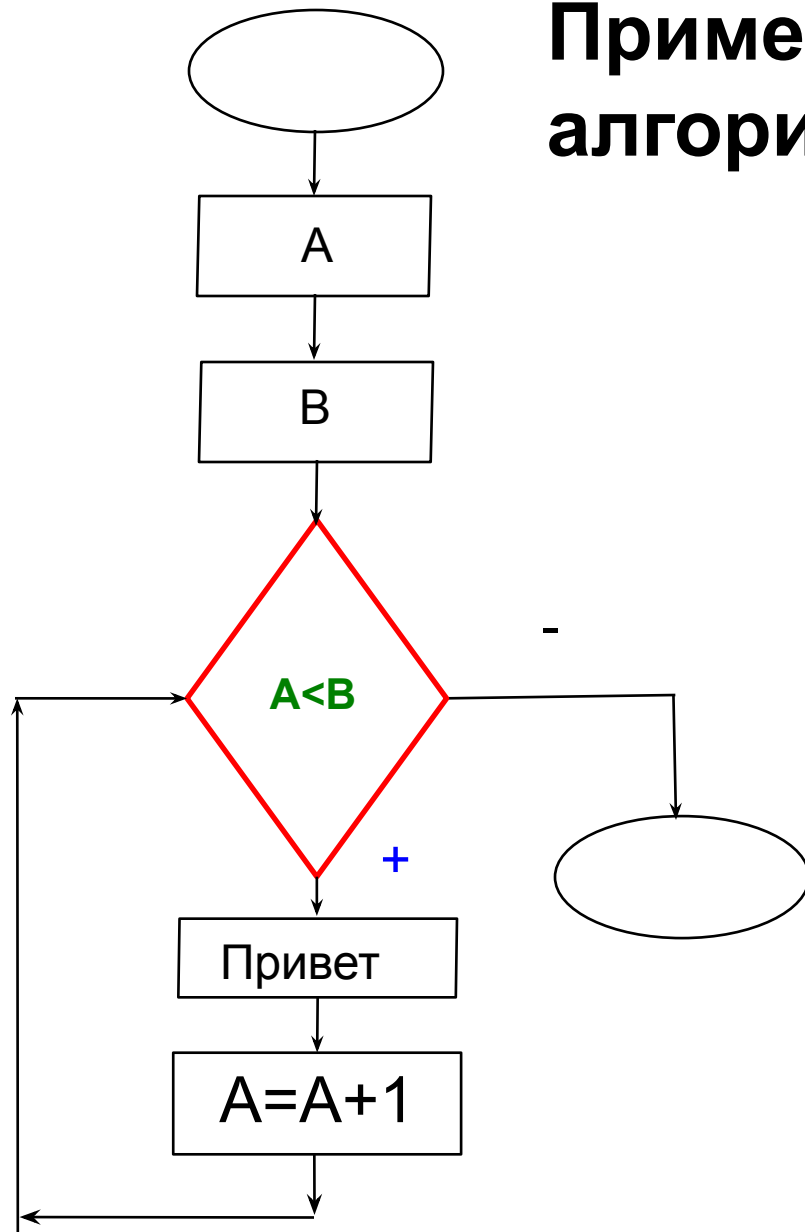 Приме
алгори
А
В
A<B
-
+
Привет
А=А+1